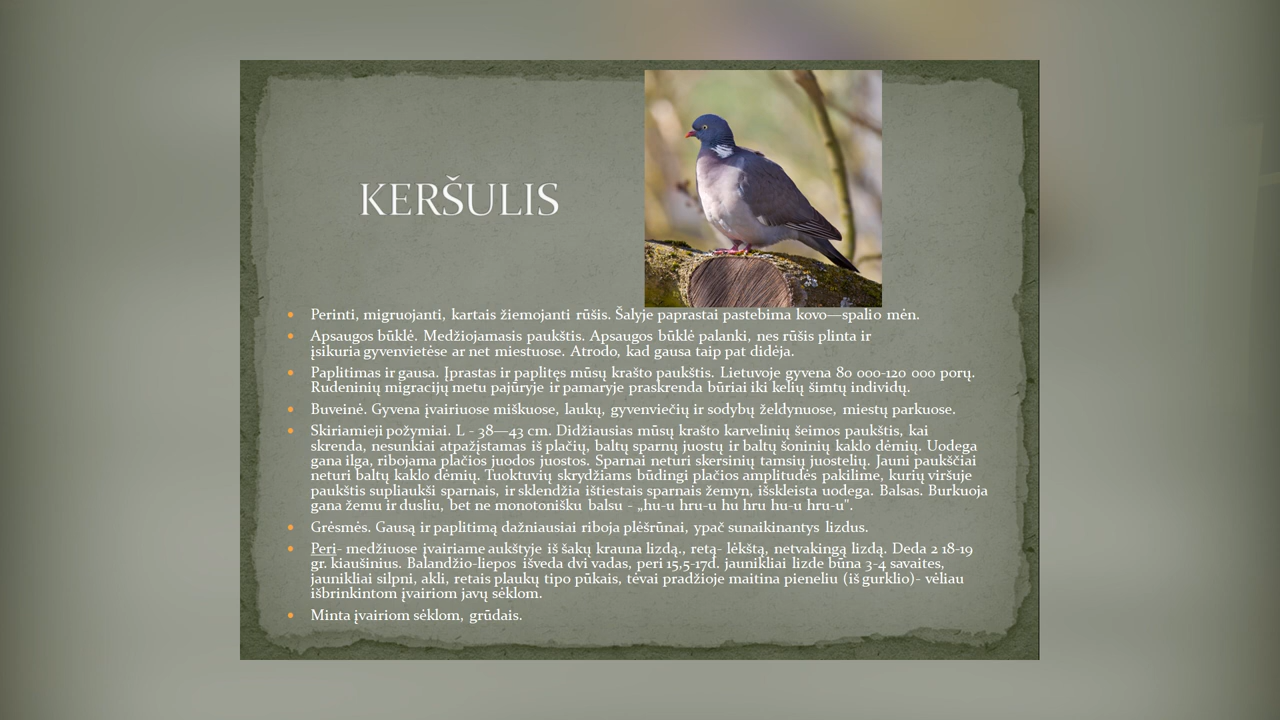 KERŠULIS
• Perinti, migruojanti, kartais žiemojanti rūšis. Šalyje paprastai pastebima kovo—spalio mėn.
• Apsaugos būklė. Medžiojamasis paukštis. Apsaugos būklė palanki, nes rūšis plinta ir
įsikuria gyvenvietėse ar net miestuose. Atrodo, kad gausa taip pat didėja.
• Paplitimas ir gausa. Įprastas ir paplitęs mūsų krašto paukštis. Lietuvoje gyvena 80 000-120 000 porų.
Rudeninių migracijų metu pajūryje ir pamaryje praskrenda būriai iki kelių šimtų individų.
• Buveinė. Gyvena įvairiuose miškuose, laukų, gyvenviečių ir sodybų želdynuose, miestų parkuose.
• Skiriamieji požymiai. L - 38—43 cm. Didžiausias mūsų krašto karvelinių šeimos paukštis, kai
skrenda, nesunkiai atpažįstamas iš plačių, baltų sparnų juostų ir baltų šoninių kaklo dėmių. Uodega
gana ilga, ribojama plačios juodos juostos. Sparnai neturi skersinių tamsių juostelių. Jauni paukščiai
neturi baltų kaklo dėmių. Tuoktuvių skrydžiams būdingi plačios amplitudės pakilime, kurių viršuje
paukštis supliaukši sparnais, ir sklendžia ištiestais sparnais žemyn, išskleista uodega. Balsas. Burkuoja
gana žemu ir dusliu, bet ne monotonišku balsu - „hu-u hru-u hu hru hu-u hru-u".
• Grėsmės. Gausą ir paplitimą dažniausiai riboja plėšrūnai, ypač sunaikinantys lizdus.
• Peri- medžiuose įvairiame aukštyje iš šakų krauna lizdą., retą- lėkštą, netvakingą lizdą. Deda 2 18-19
gr. kiaušinius. Balandžio-liepos išveda dvi vadas, peri 15,5-17d. jaunikliai lizde būna 3-4 savaites,
jaunikliai silpni, akli, retais plaukų tipo pūkais, tėvai pradžioje maitina pieneliu (iš gurklio)- vėliau
išbrinkintom įvairiom javų sėklom.
• Minta įvairiom sėklom, grūdais.